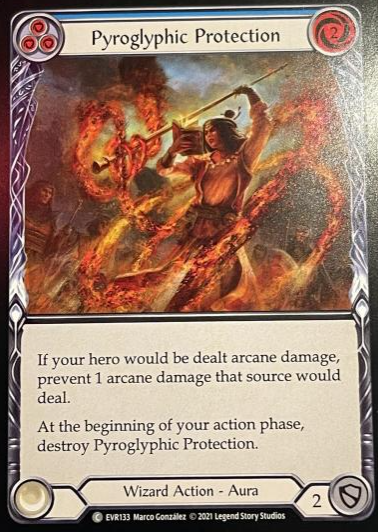 Pyroglyphic Protection
2
If your hero would be dealt arcane damage,
prevent 1 arcane damage that source would
deal.
At the beginning of your action phase,
destroy Pyroglyphic Protection.
Wizard Action - Aura
2
C EVR133 Marco González © 2021 Legend Story Studios